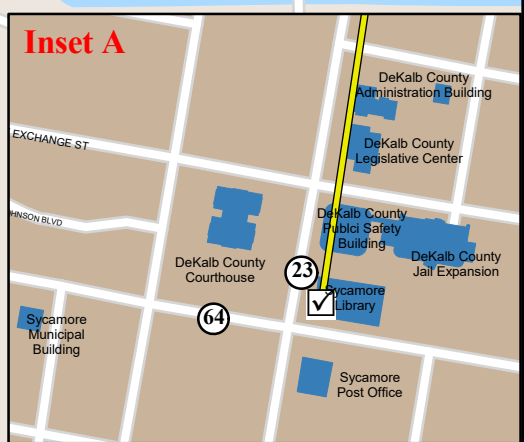 Inset A
DeKalb County
Administration Building
EXCHANGE ST
DeKalb County
Legislative Center
HNSON BLVD
DeKalb County
Publci Safety
Building
DeKalb County
Courthouse
DeKalb County
Jail Expansion
23
Sycamore
Library
64
Sycamore
Municipal
Building
Sycamore
Post Office